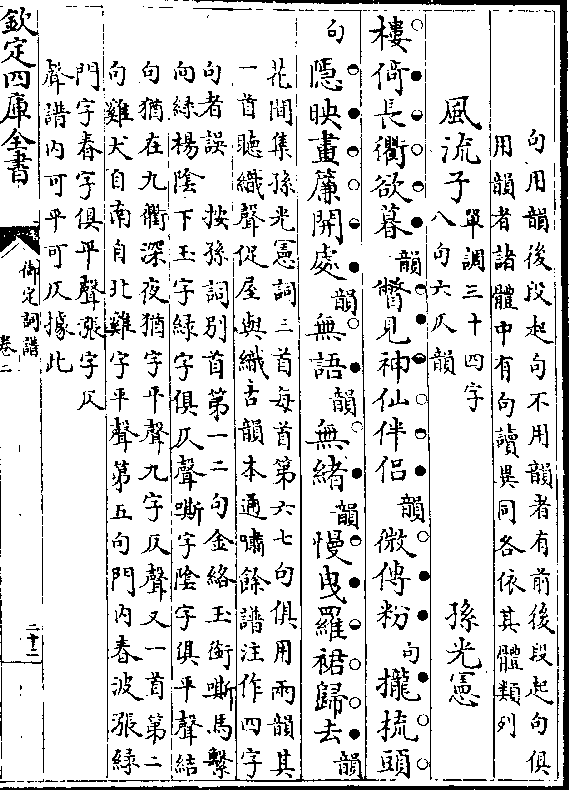 句用韻後段起句不用韻者有前後段起句俱
用韻者諸體中有句讀異同各依其體類列
風流子 單調三十四字 孫光憲
八句六仄韻
樓倚長衢欲暮韻瞥見神仙伴侶韻微傅粉句攏梳頭
句隱映畫簾開處韻無語韻無緒韻慢曳羅裙歸去韻
花間集孫光憲詞三首每首第六七句俱用兩韻其
一首聽織聲促屋與織古韻本通嘯餘譜注作四字
句者誤 按孫詞別首第一二句金絡玉銜嘶馬繫
向綠楊陰下玉字綠字俱仄聲嘶字陰字俱平聲結
句猶在九衢深夜猶字平聲九字仄聲又一首第二
句雞犬自南自北雞字平聲第五句門內春波漲綠
門字春字俱平聲漲字仄
聲譜內可平可仄據此
欽定四庫全書
御定詞譜
卷二
二十二